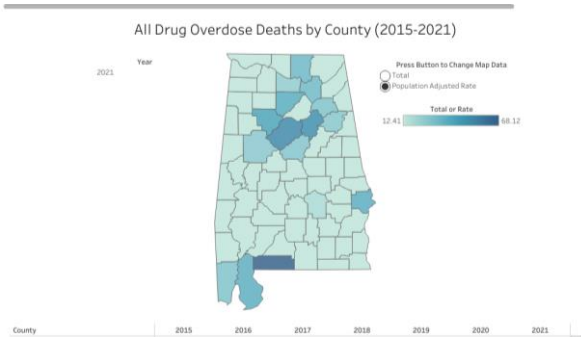 All Drug Overdose Deaths by County (2015-2021)
Year
2021
Press Button to Change Map Data
Total
Population Adjusted Rate
Total or Rate
12.41 68.12
County 2015 2016 2017 2018 2019 2020 2021